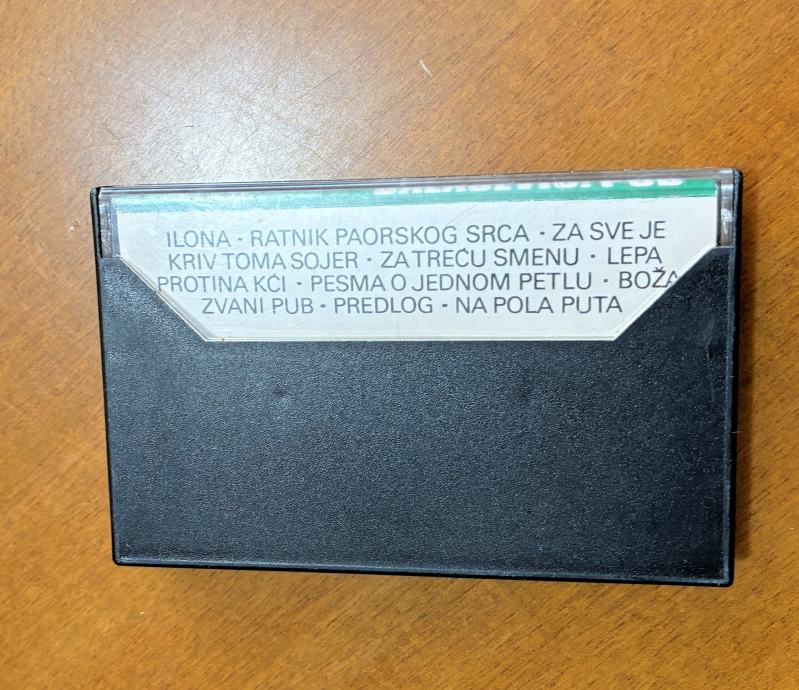 ILONA · RATNIK PAORSKOG SRCA · ZA SVE JE
KRIV TOMA SOJER · ZA TREĆU SMENU · LEPA
PROTINA KĆI · PESMA O JEDNOM PETLU · BOŽA
ZVANI PUB · PREDLOG · NA POLA PUTA